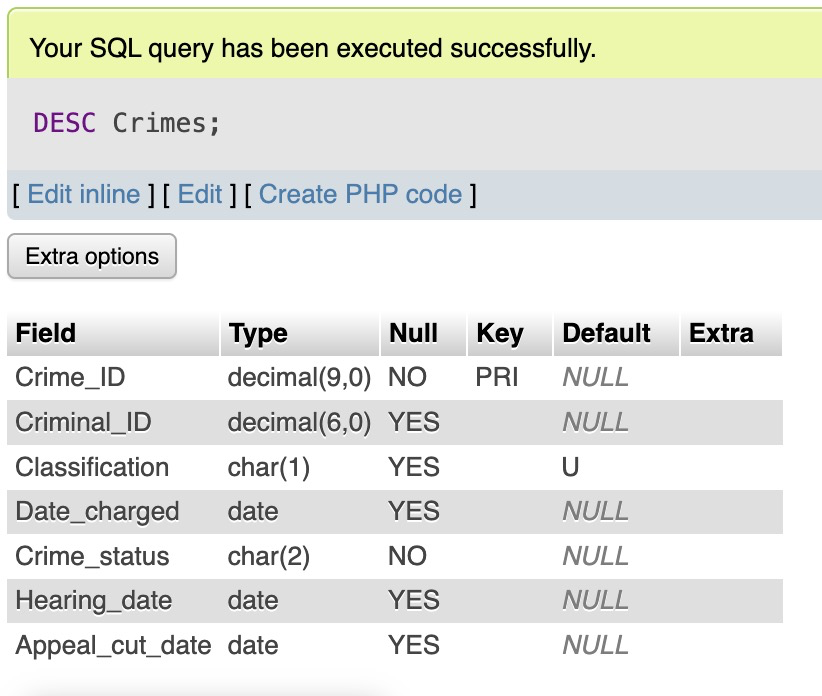 Your SQL query has been executed successfully.
DESC Crimes;
[ Edit inline ] [ Edit ] [ Create PHP code ]
Extra options
Field Type Null Key Default Extra
Crime_ID decimal(9,0) NO PRI NULL
Criminal_ID decimal(6,0) YES NULL
Classification char(1) YES U
Date_charged date YES NULL
Crime_status char(2) NO NULL
Hearing_date date YES NULL
Appeal_cut_date date YES NULL